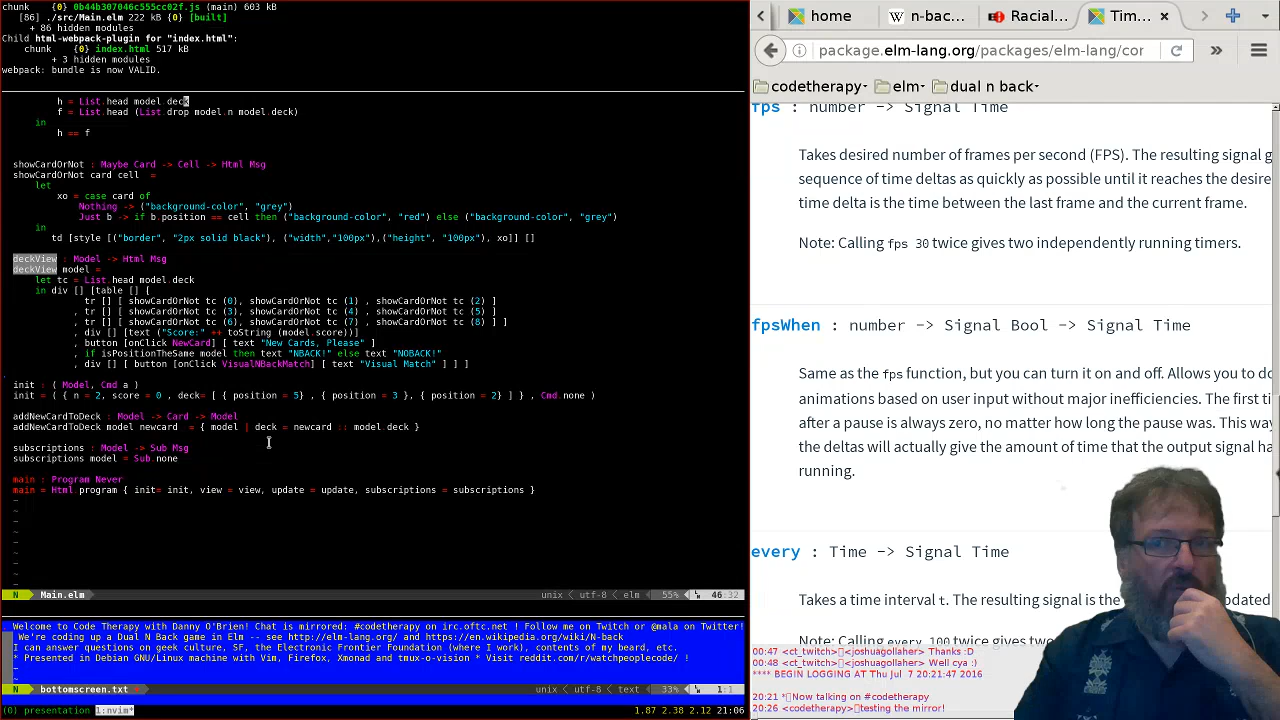 chunk    {0} 0b44b307046c555cc02f.js (main) 603 kB
[86] ./src/Main.elm 222 kB {0} [built]
+ 86 hidden modules
Child html-webpack-plugin for "index.html":
chunk    {0} index.html 517 kB
+ 3 hidden modules
webpack: bundle is now VALID.
h = List.head model.deck
f = List.head (List.drop model.n model.deck)
in
h == f
showCardOrNot : Maybe Card -> Cell -> Html Msg
showCardOrNot card cell  =
let
xo = case card of
Nothing -> ("background-color", "grey")
Just b -> if b.position == cell then ("background-color", "red") else ("background-color", "grey")
in
td [style [("border", "2px solid black"), ("width","100px"),("height", "100px"), xo]] []
deckView : Model -> Html Msg
deckView model =
let tc = List.head model.deck
in div [] [table [] [
tr [] [ showCardOrNot tc (0), showCardOrNot tc (1) , showCardOrNot tc (2) ]
, tr [] [ showCardOrNot tc (3), showCardOrNot tc (4) , showCardOrNot tc (5) ]
, tr [] [ showCardOrNot tc (6), showCardOrNot tc (7) , showCardOrNot tc (8) ] ]
, div [] [text ("Score:" ++ toString (model.score))]
, button [onClick NewCard] [ text "New Cards, Please" ]
, if isPositionTheSame model then text "NBACK!" else text "NOBACK!"
, div [] [ button [onClick VisualNBackMatch] [ text "Visual Match" ] ] ]
init : ( Model, Cmd a )
init = ( { n = 2, score = 0 , deck= [ { position = 5} , { position = 3 }, { position = 2} ] } , Cmd.none )
addNewCardToDeck : Model -> Card -> Model
addNewCardToDeck model newcard  = { model | deck = newcard :: model.deck }
subscriptions : Model -> Sub Msg
subscriptions model = Sub.none
main : Program Never
main = Html.program { init= init, view = view, update = update, subscriptions = subscriptions }
N Main.elm unix utf-8 elm 55% 46:32
Welcome to Code Therapy with Danny O'Brien! Chat is mirrored: #codetherapy on irc.oftc.net ! Follow me on Twitch or @mala on Twitter!
We're coding up a Dual N Back game in Elm -- see http://elm-lang.org/ and https://en.wikipedia.org/wiki/N-back
I can answer questions on geek culture, SF, the Electronic Frontier Foundation (where I work), contents of my beard, etc.
* Presented in Debian GNU/Linux machine with Vim, Firefox, Xmonad and tmux-o-vision * Visit reddit.com/r/watchpeoplecode/ !
N bottomscreen.txt unix utf-8 text 33% 1:1
(0) presentation 1:nvim* 1.87 2.38 2.12 21:06
home n-bac... Racial... Tim...
package.elm-lang.org/packages/elm-lang/cor
codetherapy elm dual n back
fps : number -> Signal Time
Takes desired number of frames per second (FPS). The resulting signal g
sequence of time deltas as quickly as possible until it reaches the desire
time delta is the time between the last frame and the current frame.
Note: Calling fps 30 twice gives two independently running timers.
fpsWhen : number -> Signal Bool -> Signal Time
Same as the fps function, but you can turn it on and off. Allows you to do
animations based on user input without major inefficiencies. The first ti
after a pause is always zero, no matter how long the pause was. This way
the deltas will actually give the amount of time that the output signal ha
running.
every : Time -> Signal Time
Takes a time interval t. The resulting signal is the
updated
Note: Calling every 100 twice gives two
00:47 <ct_twitch> <joshuagollaher> Thanks :D
00:48 <ct_twitch> <joshuagollaher> Well cya :)
**** BEGIN LOGGING AT Thu Jul  7 20:21:47 2016
20:21 * Now talking on #codetherapy
20:26 <codetherapy> testing the mirror!